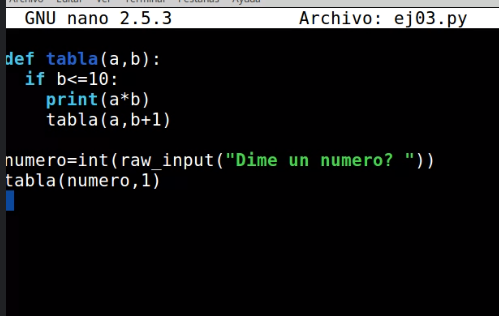 Archivo Editar Ver Terminal Pestañas Ayuda
GNU nano 2.5.3 Archivo: ej03.py
def tabla(a,b):
if b<=10:
print(a*b)
tabla(a,b+1)
numero=int(raw_input("Dime un numero? "))
tabla(numero,1)